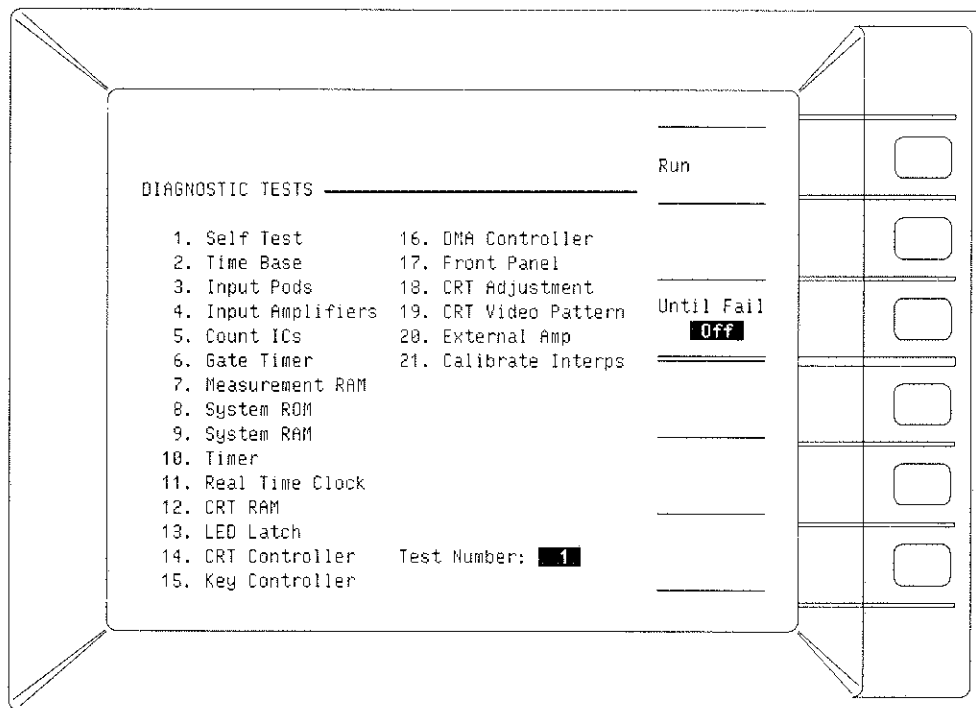 DIAGNOSTIC TESTS
1. Self Test
2. Time Base
3. Input Pods
4. Input Amplifiers
5. Count ICs
6. Gate Timer
7. Measurement RAM
8. System ROM
9. System RAM
10. Timer
11. Real Time Clock
12. CRT RAM
13. LED Latch
14. CRT Controller
15. Key Controller
16. DMA Controller
17. Front Panel
18. CRT Adjustment
19. CRT Video Pattern
20. External Amp
21. Calibrate Interps
Test Number: 1
Run
Until Fail
Off